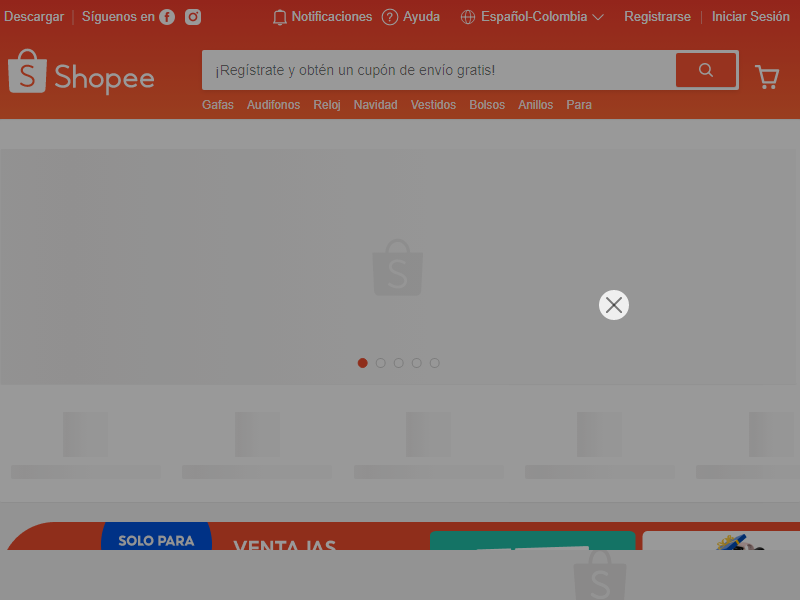 Descargar Síguenos en Notificaciones Ayuda Español-Colombia Registrarse Iniciar Sesión
Shopee
¡Regístrate y obtén un cupón de envío gratis!
Gafas Audifonos Reloj Navidad Vestidos Bolsos Anillos Para
SOLO PARA
VENTAJAS